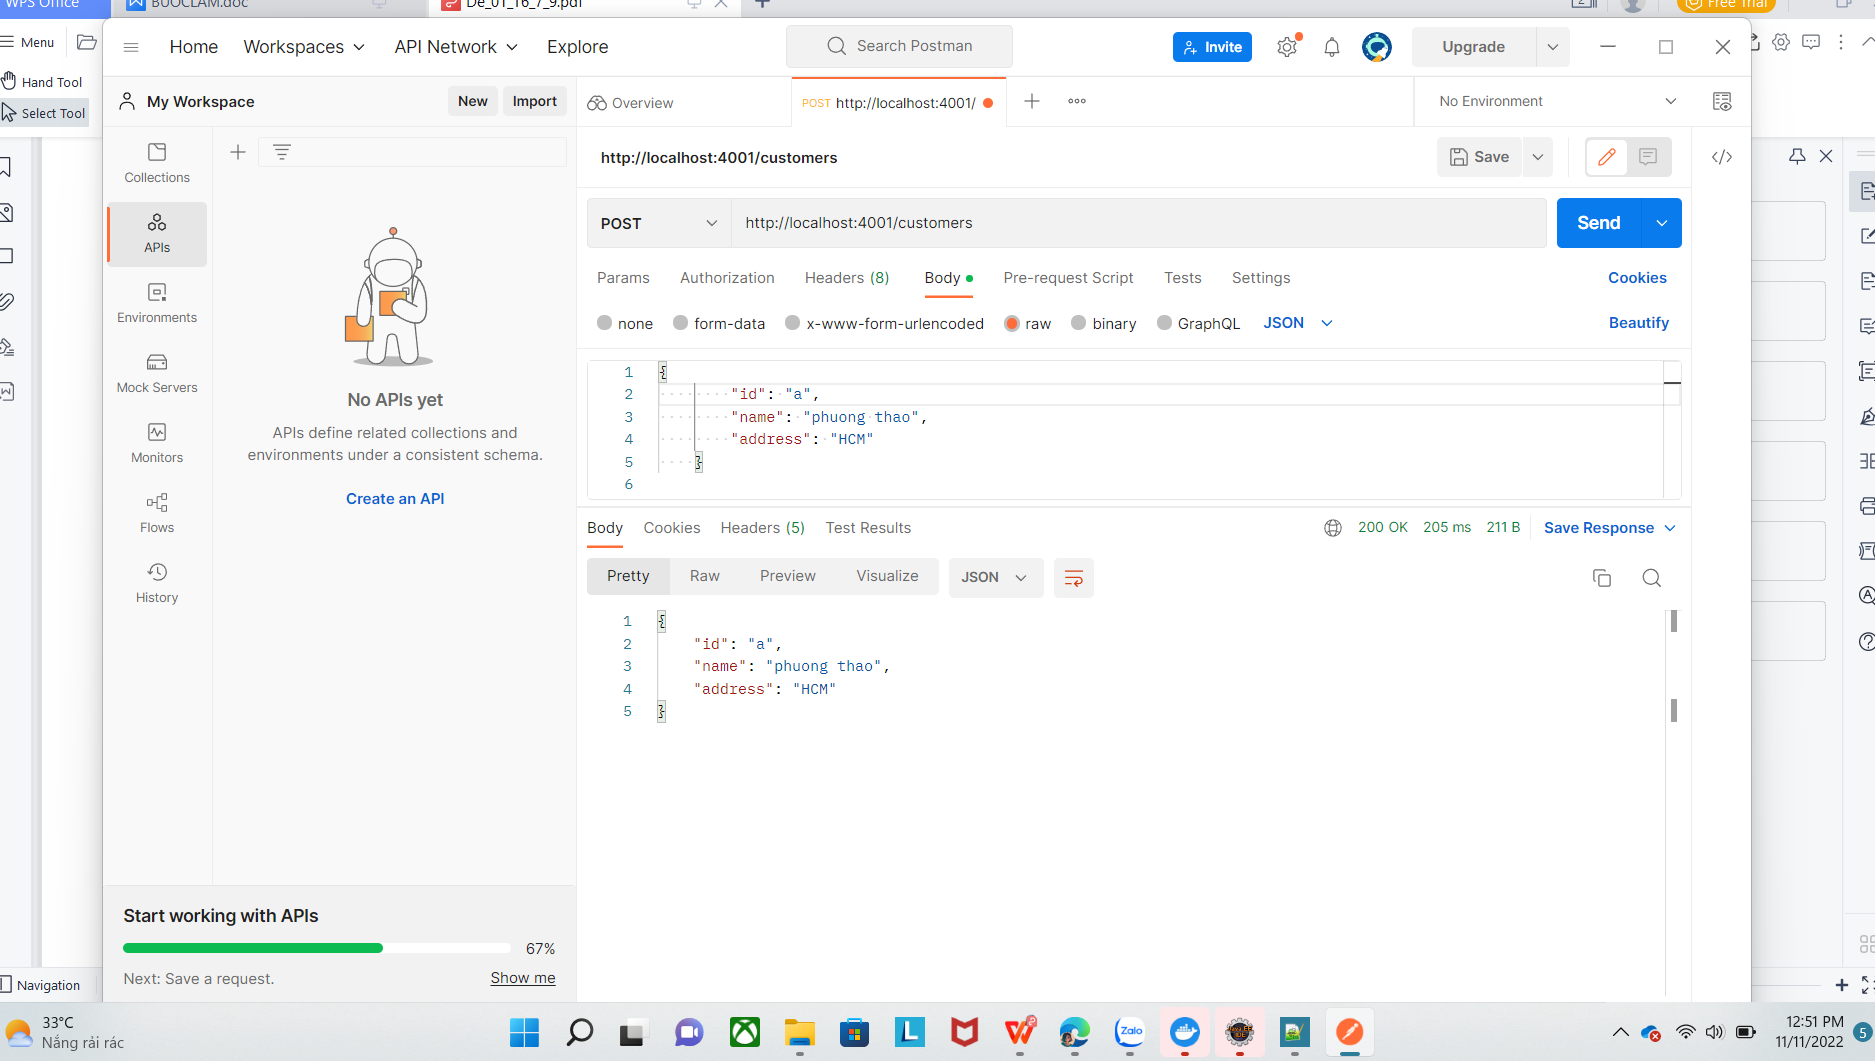 WPS Office
BUOCLAM.doc
De_01_16_7_9.pdf
Free Trial
Menu
Hand Tool
Select Tool
Home
Workspaces
API Network
Explore
Search Postman
Invite
Upgrade
My Workspace
New
Import
Overview
POST http://localhost:4001/
No Environment
Collections
APIs
Environments
Mock Servers
Monitors
Flows
History
No APIs yet
APIs define related collections and
environments under a consistent schema.
Create an API
http://localhost:4001/customers
Save
POST
http://localhost:4001/customers
Send
Params
Authorization
Headers (8)
Body
Pre-request Script
Tests
Settings
Cookies
none
form-data
x-www-form-urlencoded
raw
binary
GraphQL
JSON
Beautify
1 {
2 "id": "a",
3 "name": "phuong thao",
4 "address": "HCM"
5 }
6
Body
Cookies
Headers (5)
Test Results
200 OK
205 ms
211 B
Save Response
Pretty
Raw
Preview
Visualize
JSON
1 {
2 "id": "a",
3 "name": "phuong thao",
4 "address": "HCM"
5 }
Start working with APIs
67%
Next: Save a request.
Show me
Navigation
33°C
Nắng rải rác
Zalo
12:51 PM
11/11/2022
5